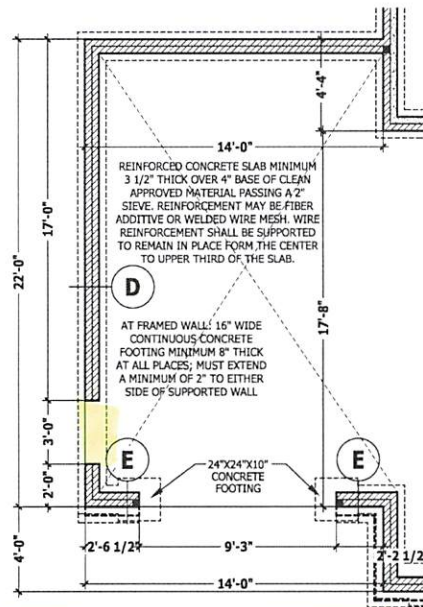 4'-4"
14'-0"
REINFORCED CONCRETE SLAB MINIMUM
3 1/2" THICK OVER 4" BASE OF CLEAN
APPROVED MATERIAL PASSING A 2"
SIEVE. REINFORCEMENT MAY BE FIBER
ADDITIVE OR WELDED WIRE MESH. WIRE
REINFORCEMENT SHALL BE SUPPORTED
TO REMAIN IN PLACE FORM THE CENTER
TO UPPER THIRD OF THE SLAB.
17'-0"
22'-0"
D
17'-8"
AT FRAMED WALL: 16" WIDE
CONTINUOUS CONCRETE
FOOTING MINIMUM 8" THICK
AT ALL PLACES; MUST EXTEND
A MINIMUM OF 2" TO EITHER
SIDE OF SUPPORTED WALL
3'-0"
E
E
24"X24"X10"
CONCRETE
FOOTING
2'-0"
4'-0"
2'-6 1/2"
9'-3"
2'-2 1/2"
14'-0"